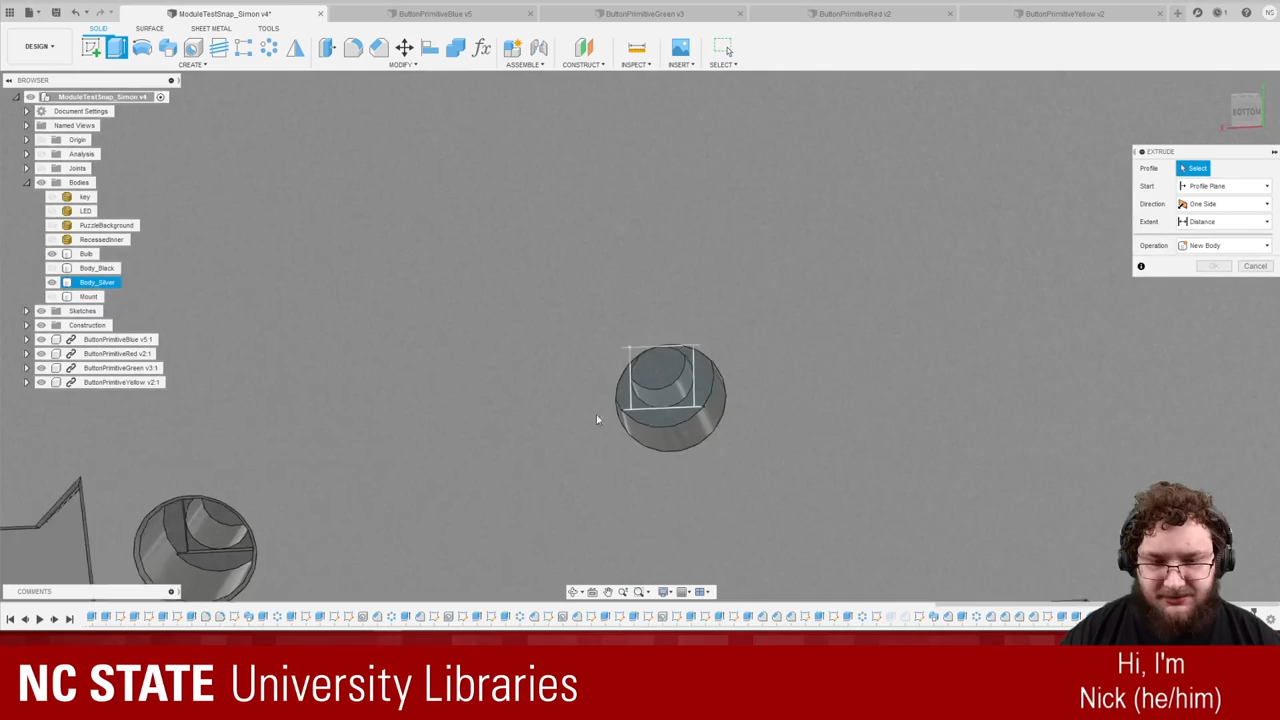 ModuleTestSnap_Simon v4*
ButtonPrimitiveBlue v5
ButtonPrimitiveGreen v3
ButtonPrimitiveRed v2
ButtonPrimitiveYellow v2
1
NS
DESIGN
SOLID
SURFACE
SHEET METAL
TOOLS
CREATE
MODIFY
ASSEMBLE
CONSTRUCT
INSPECT
INSERT
SELECT
BROWSER
ModuleTestSnap_Simon v4
Document Settings
Named Views
Origin
Analysis
Joints
Bodies
key
LED
PuzzleBackground
RecessedInner
Bulb
Body_Black
Body_Silver
Mount
Sketches
Construction
ButtonPrimitiveBlue v5:1
ButtonPrimitiveRed v2:1
ButtonPrimitiveGreen v3:1
ButtonPrimitiveYellow v2:1
BOTTOM
X
EXTRUDE
Profile Select
Start Profile Plane
Direction One Side
Extent Distance
Operation New Body
OK Cancel
COMMENTS
NC STATE University Libraries
Hi, I'm
Nick (he/him)